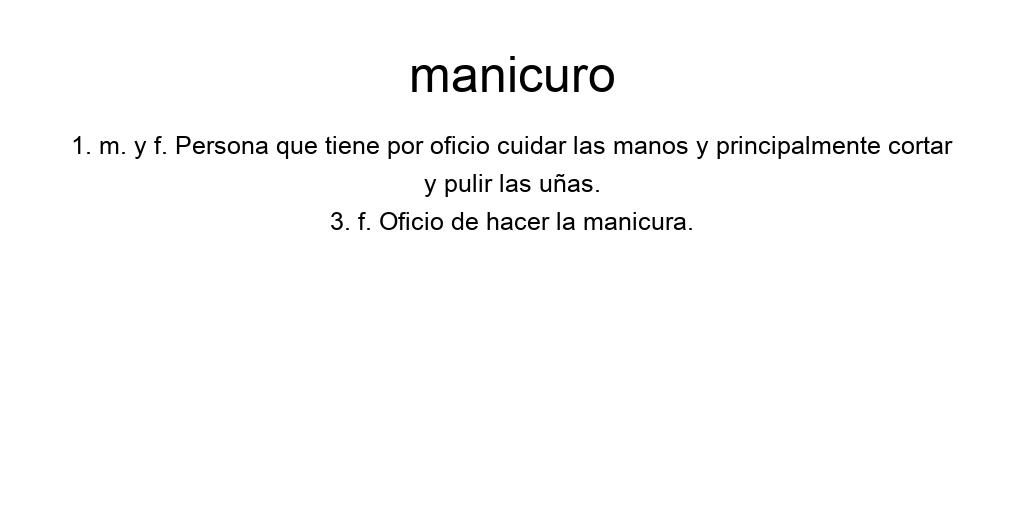 manicuro
1. m. y f. Persona que tiene por oficio cuidar las manos y principalmente cortar
y pulir las uñas.
3. f. Oficio de hacer la manicura.